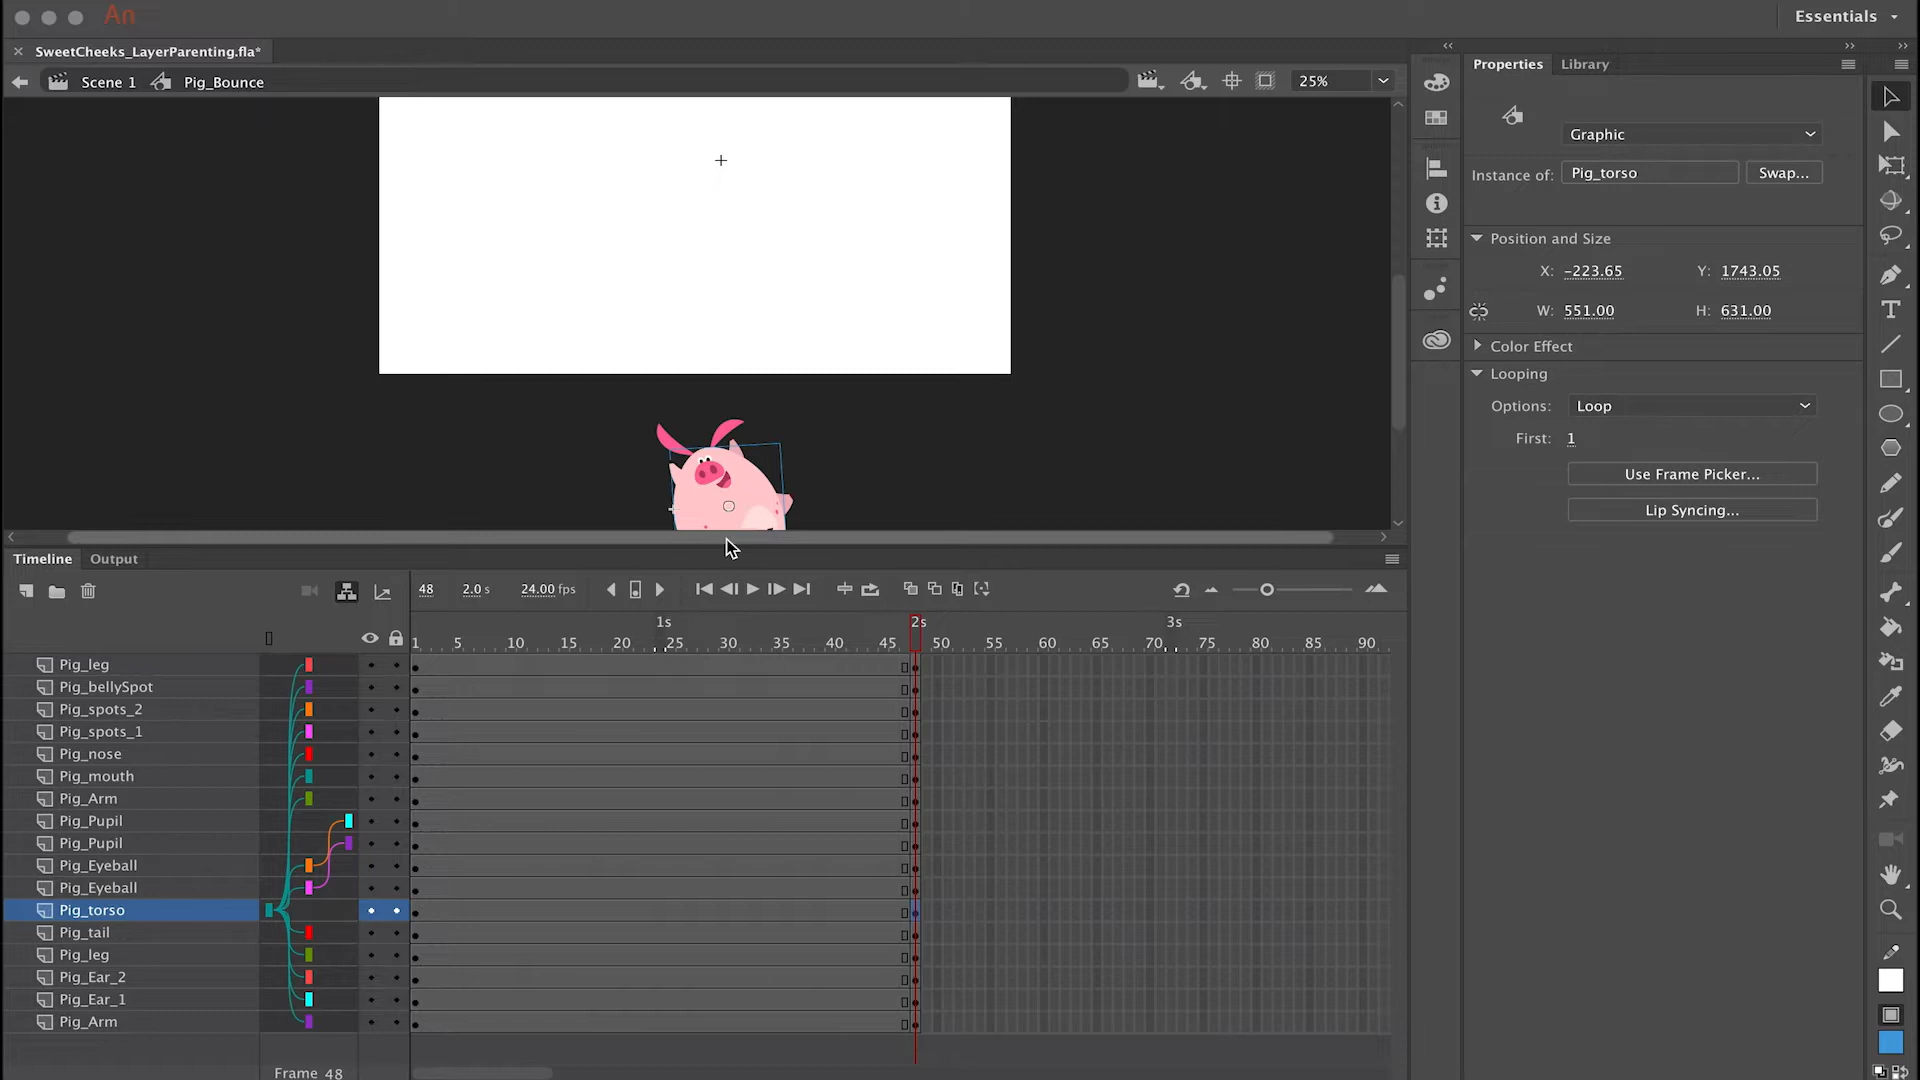 An
Essentials
SweetCheeks_LayerParenting.fla*
Scene 1
Pig_Bounce
25%
Properties
Library
Graphic
Instance of:
Pig_torso
Swap...
Position and Size
X: -223.65
Y: 1743.05
W: 551.00
H: 631.00
Color Effect
Looping
Options: Loop
First: 1
Use Frame Picker...
Lip Syncing...
Timeline
Output
48
2.0 s
24.00 fps
1s
2s
3s
1 5 10 15 20 25 30 35 40 45 50 55 60 65 70 75 80 85 90
Pig_leg
Pig_bellySpot
Pig_spots_2
Pig_spots_1
Pig_nose
Pig_mouth
Pig_Arm
Pig_Pupil
Pig_Pupil
Pig_Eyeball
Pig_Eyeball
Pig_torso
Pig_tail
Pig_leg
Pig_Ear_2
Pig_Ear_1
Pig_Arm
Frame 48